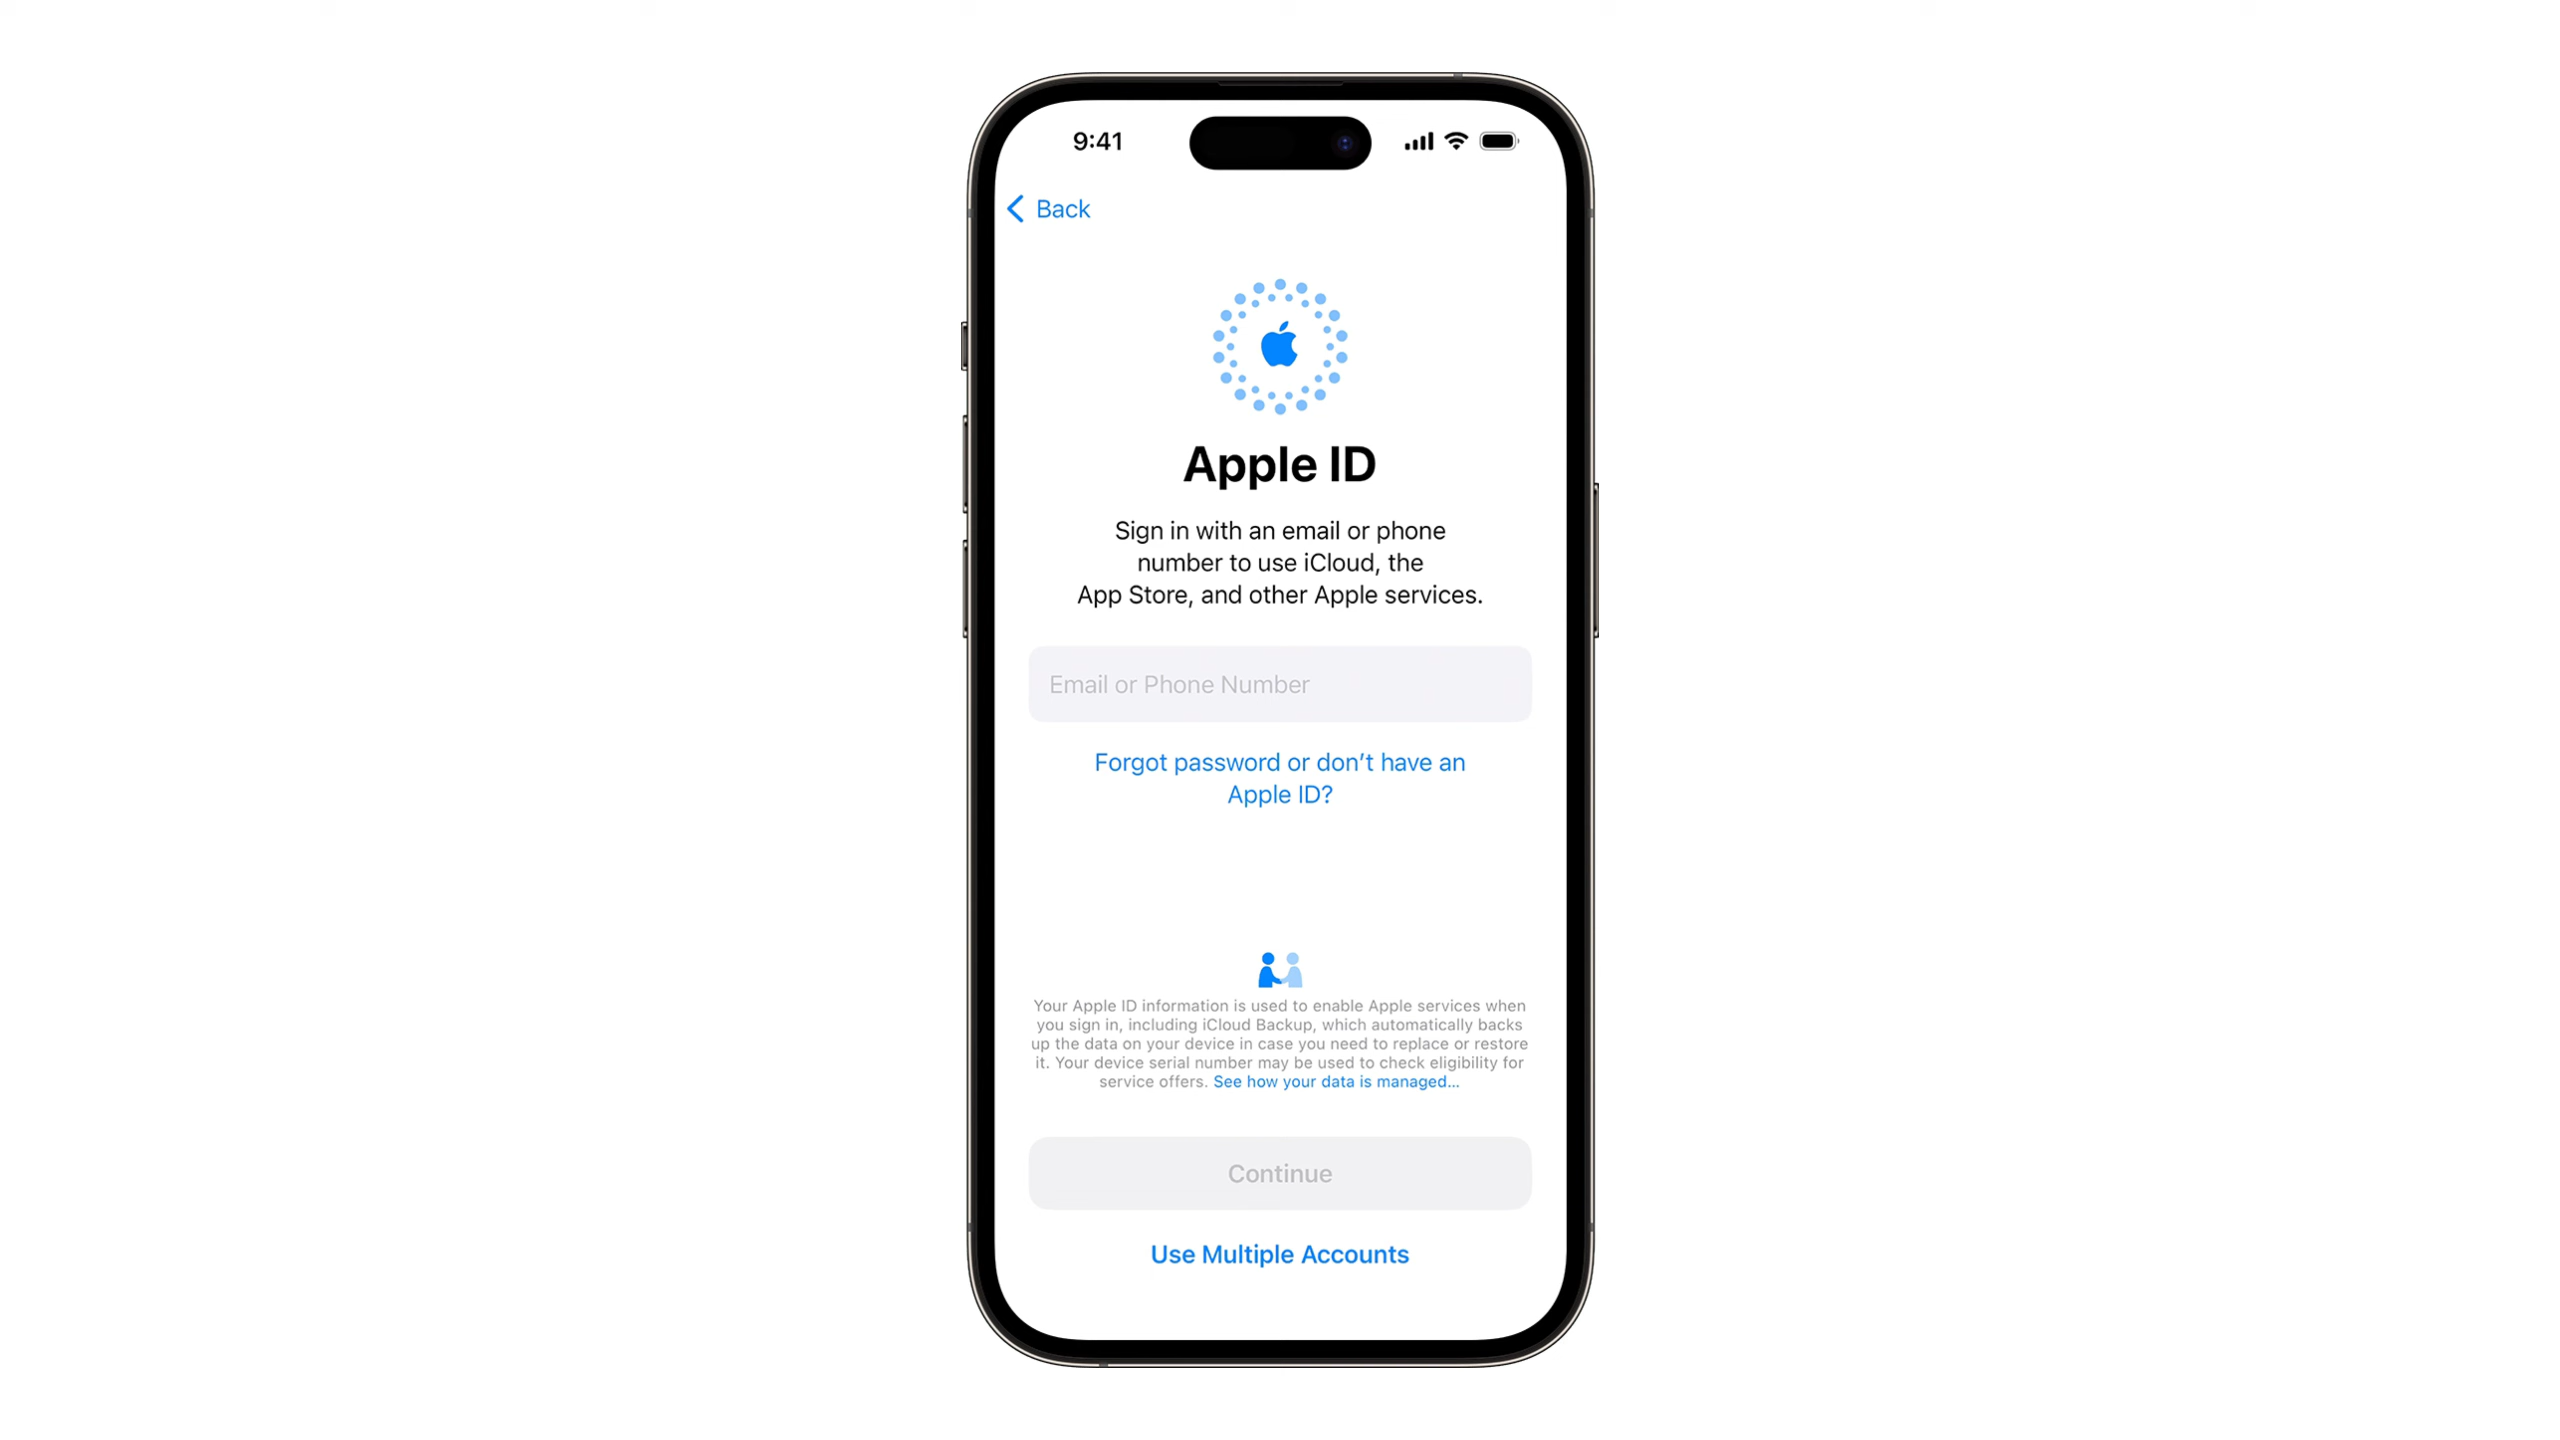 9:41
Back
Apple ID
Sign in with an email or phone
number to use iCloud, the
App Store, and other Apple services.
Email or Phone Number
Forgot password or don’t have an
Apple ID?
Your Apple ID information is used to enable Apple services when
you sign in, including iCloud Backup, which automatically backs
up the data on your device in case you need to replace or restore
it. Your device serial number may be used to check eligibility for
service offers. See how your data is managed...
Continue
Use Multiple Accounts